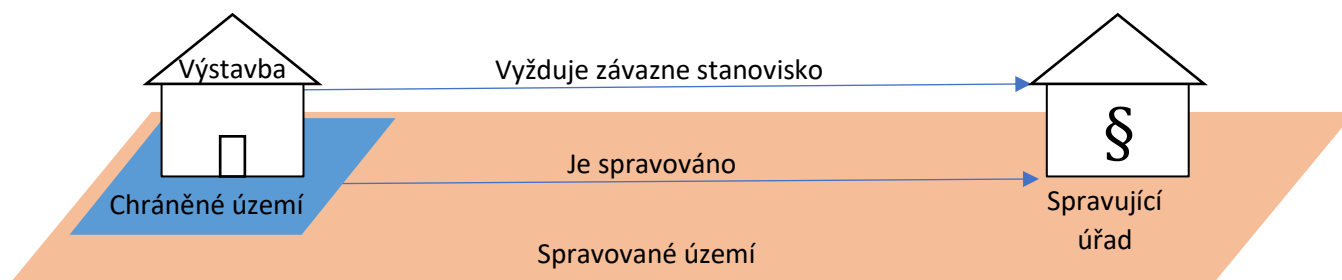 Výstavba
Vyžduje závazne stanovisko
§
Je spravováno
Chráněné území
Spravující
úřad
Spravované území